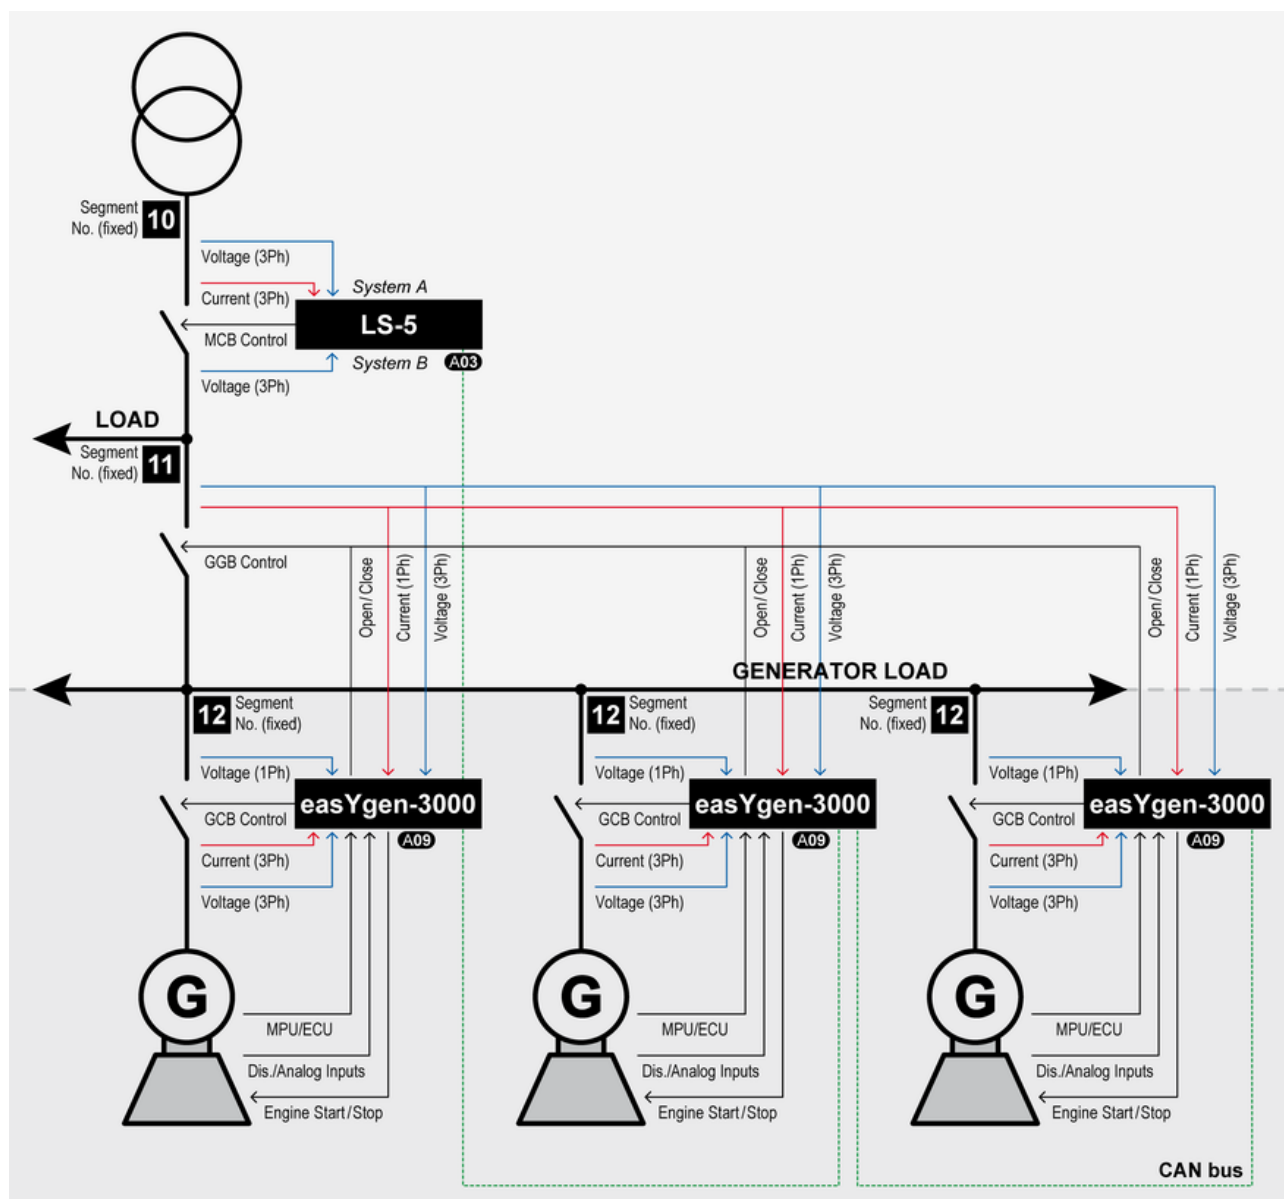 Segment
No. (fixed)
10
Voltage (3Ph)
Current (3Ph)
System A
LS-5
MCB Control
System B
A03
Voltage (3Ph)
LOAD
Segment
No. (fixed)
11
GGB Control
Open/Close
Current (1Ph)
Voltage (3Ph)
Open/Close
Current (1Ph)
Voltage (3Ph)
Open/Close
Current (1Ph)
Voltage (3Ph)
GENERATOR LOAD
12
Segment
No. (fixed)
12
Segment
No. (fixed)
Segment
No. (fixed)
12
Voltage (1Ph)
easYgen-3000
GCB Control
A09
Current (3Ph)
Voltage (3Ph)
Voltage (1Ph)
easYgen-3000
GCB Control
A09
Current (3Ph)
Voltage (3Ph)
Voltage (1Ph)
easYgen-3000
GCB Control
A09
Current (3Ph)
Voltage (3Ph)
G
MPU/ECU
Dis./Analog Inputs
Engine Start/Stop
G
MPU/ECU
Dis./Analog Inputs
Engine Start/Stop
G
MPU/ECU
Dis./Analog Inputs
Engine Start/Stop
CAN bus